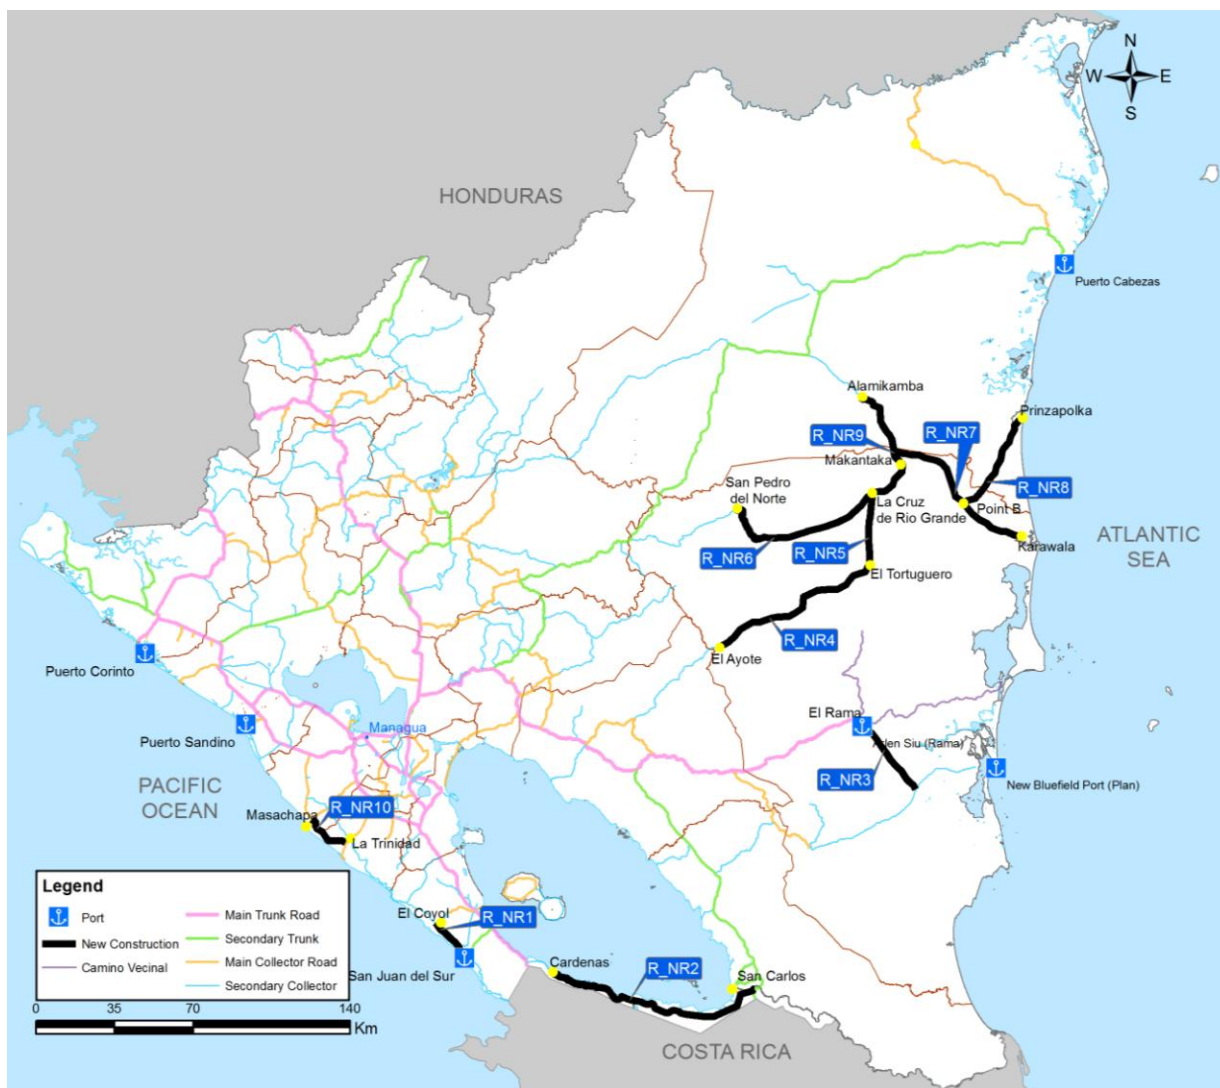 N
W E
S
HONDURAS
Puerto Cabezas
Alamikamba
Prinzapolka
R_NR9
R_NR7
Makantaka
R_NR8
San Pedro
del Norte
La Cruz
de Rio Grande
Point B
R_NR6
R_NR5
Karawala
ATLANTIC
SEA
El Tortuguero
R_NR4
El Ayote
Puerto Corinto
El Rama
Managua
Puerto Sandino
Arlen Siu (Rama)
R_NR3
New Bluefield Port (Plan)
PACIFIC
OCEAN
R_NR10
Masachapa
La Trinidad
El Coyol
R_NR1
San Juan del Sur
Cardenas
R_NR2
San Carlos
COSTA RICA
Legend
Port
Main Trunk Road
New Construction
Secondary Trunk
Camino Vecinal
Main Collector Road
Secondary Collector
0 35 70 140
Km